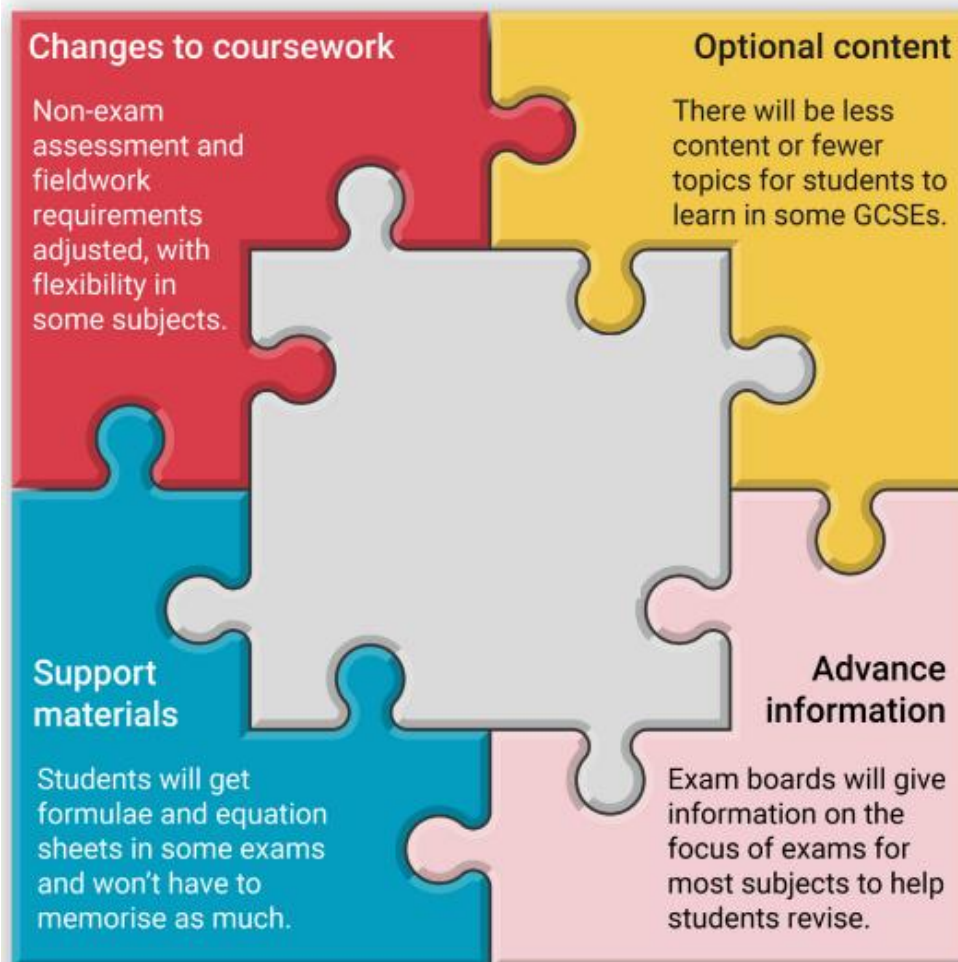 Changes to coursework
Non-exam
assessment and
fieldwork
requirements
adjusted, with
flexibility in
some subjects.
Optional content
There will be less
content or fewer
topics for students to
learn in some GCSEs.
Support
materials
Students will get
formulae and equation
sheets in some exams
and won't have to
memorise as much.
Advance
information
Exam boards will give
information on the
focus of exams for
most subjects to help
students revise.